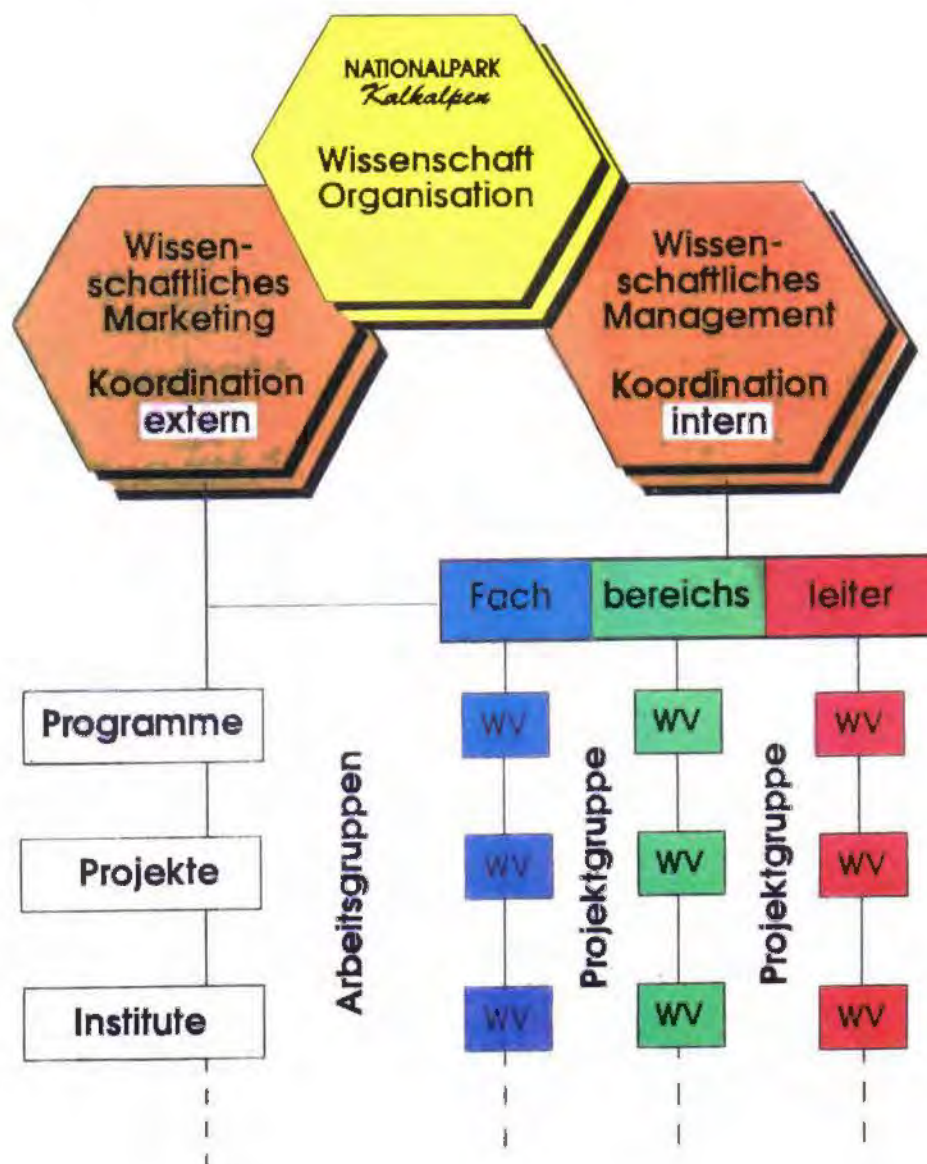 NATIONALPARK
Kalkalpen
Wissenschaft
Organisation
Wissen-
schaftliches
Marketing
Koordination
extern
Wissen-
schaftliches
Management
Koordination
intern
Fach bereichs leiter
Programme
WV WV WV
Arbeitsgruppen
Projektgruppe
Projektgruppe
Projekte
WV WV WV
Institute
WV WV WV